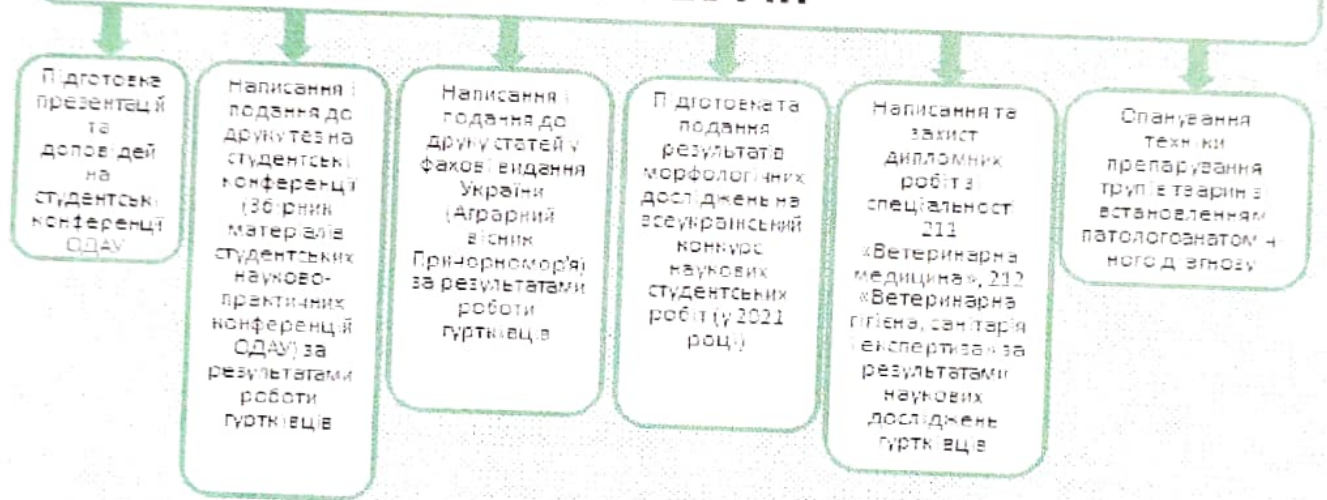 Підготовка
презентацій
та
доповідей
на
студентські
конференції
ОДАУ
Написання і
подання до
друку тез на
студентські
конференції
(Збірник
матеріалів
студентських
науково-
практичних
конференцій
ОДАУ) за
результатами
роботи
гуртківців
Написання і
подання до
друку статей у
фахові видання
України
(Аграрний
вісник
Причорномор'я)
за результатами
роботи
гуртківців
Підготовка та
подання
результатів
морфологічних
досліджень на
всеукраїнський
конкурс
наукових
студентських
робіт (у 2021
році)
Написання та
захист
дипломних
робіт зі
спеціальності
211
«Ветеринарна
медицина», 212
«Ветеринарна
гігієна, санітарія
і експертиза» за
результатами
наукових
досліджень
гуртківців
Опанування
техніки
препарування
трупів тварин зі
встановленням
патологоанатоміч-
ного діагнозу